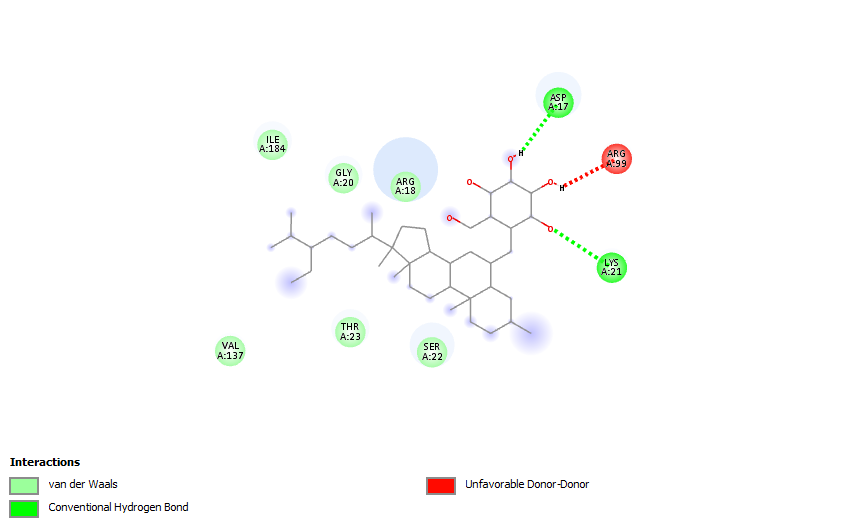 ASP
A:17
ILE
A:184
ARG
A:99
H
O
GLY
A:20
ARG
A:18
O
O
H
O
O
LYS
A:21
THR
A:23
VAL
A:137
SER
A:22
Interactions
van der Waals
Unfavorable Donor-Donor
Conventional Hydrogen Bond